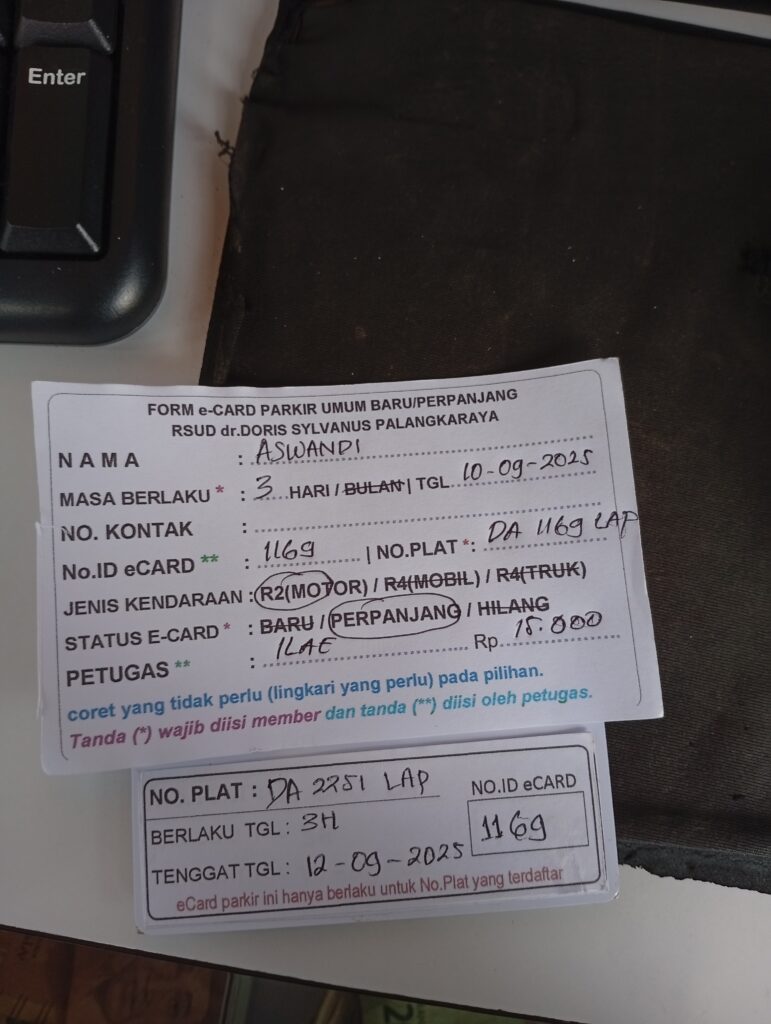 Enter
FORM e-CARD PARKIR UMUM BARU/PERPANJANG
RSUD dr.DORIS SYLVANUS PALANGKARAYA
NAMA : ASWANDI
MASA BERLAKU * : 3 HARI / BULAN | TGL 10-09-2025
NO. KONTAK :
No.ID eCARD ** : 1169 | NO.PLAT *: DA 1169 LAP
JENIS KENDARAAN : R2(MOTOR) / R4(MOBIL) / R4(TRUK)
STATUS E-CARD * : BARU / PERPANJANG / HILANG
PETUGAS ** : ILAE Rp 15.000
coret yang tidak perlu (lingkari yang perlu) pada pilihan.
Tanda (*) wajib diisi member dan tanda (**) diisi oleh petugas.
NO. PLAT : DA 2251 LAP
NO.ID eCARD
1169
BERLAKU TGL : 3H
TENGGAT TGL : 12-09-2025
eCard parkir ini hanya berlaku untuk No.Plat yang terdaftar